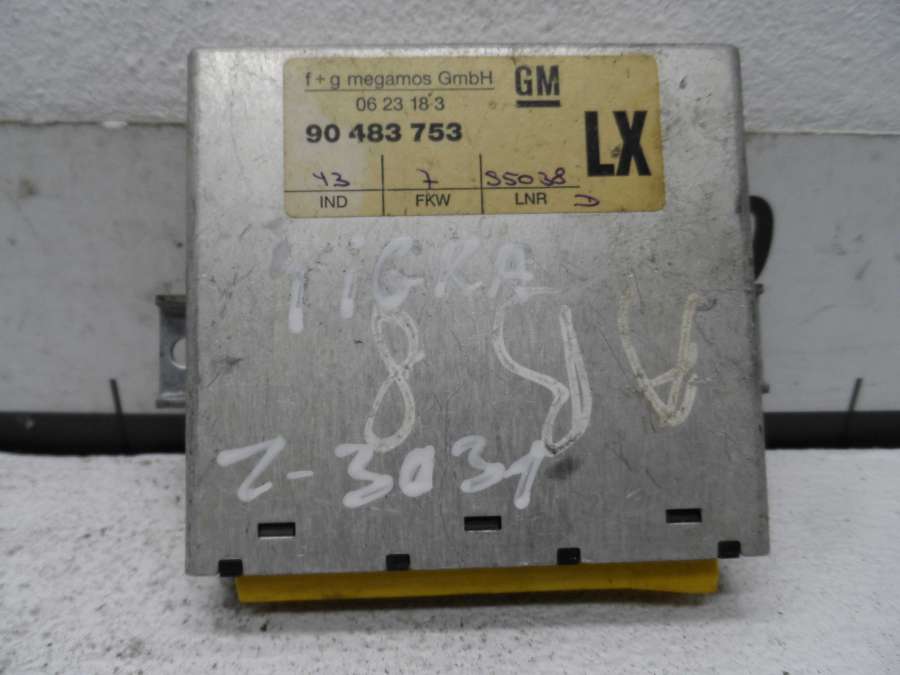 f+g megamos GmbH
GM
06 23 18 3
90 483 753
LX
43 7 95038
IND FKW LNR D
TIGRA
Z-3031